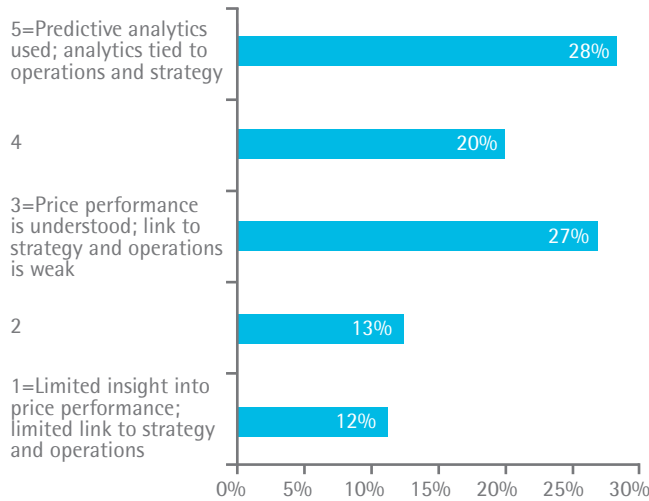 5=Predictive analytics
used; analytics tied to
operations and strategy
28%
4
20%
3=Price performance
is understood; link to
strategy and operations
is weak
27%
2
13%
1=Limited insight into
price performance;
limited link to strategy
and operations
12%
0% 5% 10% 15% 20% 25% 30%